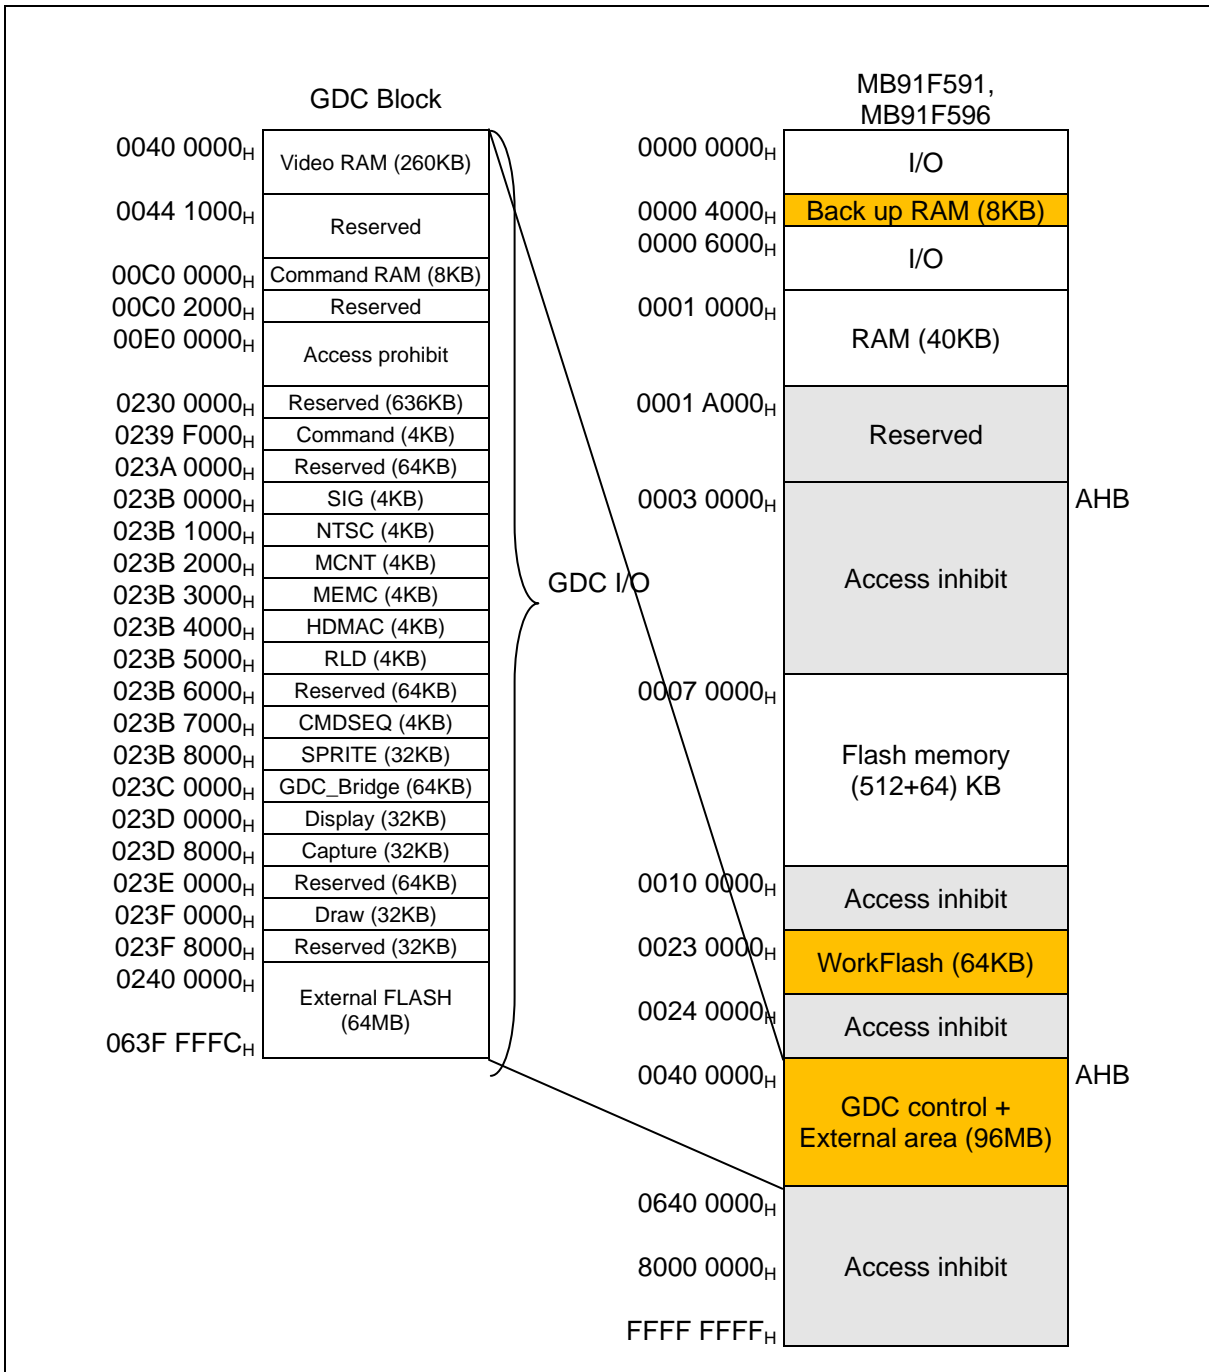 GDC Block
0040 0000H
Video RAM (260KB)
0044 1000H
Reserved
00C0 0000H
Command RAM (8KB)
00C0 2000H
Reserved
00E0 0000H
Access prohibit
0230 0000H
Reserved (636KB)
0239 F000H
Command (4KB)
023A 0000H
Reserved (64KB)
023B 0000H
SIG (4KB)
023B 1000H
NTSC (4KB)
023B 2000H
MCNT (4KB)
023B 3000H
MEMC (4KB)
023B 4000H
HDMAC (4KB)
023B 5000H
RLD (4KB)
023B 6000H
Reserved (64KB)
023B 7000H
CMDSEQ (4KB)
023B 8000H
SPRITE (32KB)
023C 0000H
GDC_Bridge (64KB)
023D 0000H
Display (32KB)
023D 8000H
Capture (32KB)
023E 0000H
Reserved (64KB)
023F 0000H
Draw (32KB)
023F 8000H
Reserved (32KB)
0240 0000H
External FLASH
(64MB)
063F FFFCH
GDC I/O
MB91F591,
MB91F596
0000 0000H
I/O
0000 4000H
Back up RAM (8KB)
0000 6000H
I/O
0001 0000H
RAM (40KB)
0001 A000H
Reserved
0003 0000H
AHB
Access inhibit
0007 0000H
Flash memory
(512+64) KB
0010 0000H
Access inhibit
0023 0000H
WorkFlash (64KB)
0024 0000H
Access inhibit
0040 0000H
AHB
GDC control +
External area (96MB)
0640 0000H
8000 0000H
Access inhibit
FFFF FFFFH